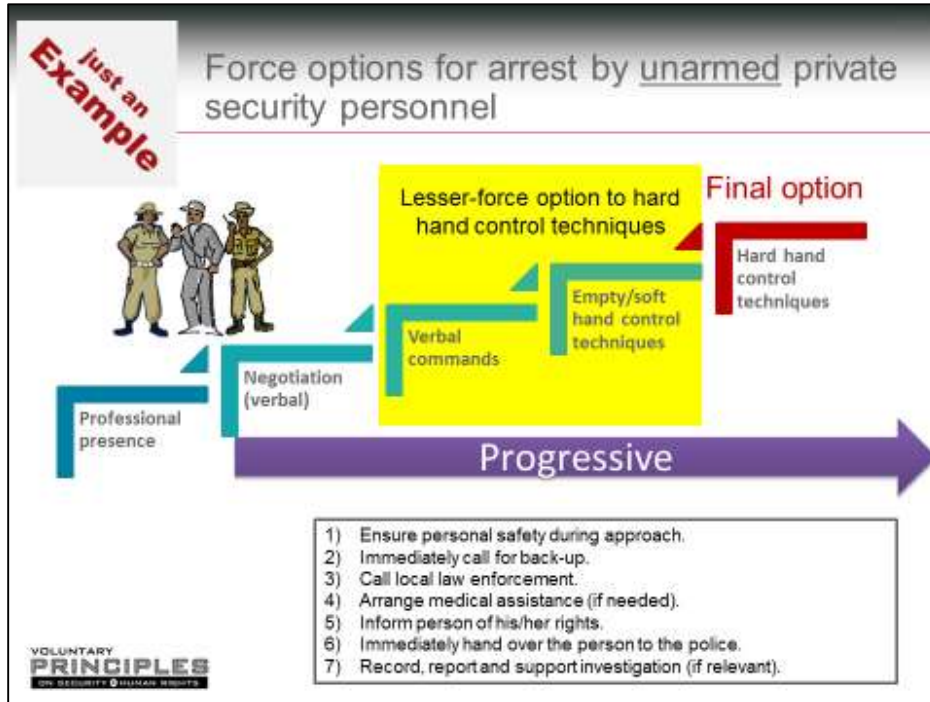 just an
Example
Force options for arrest by unarmed private
security personnel
Lesser-force option to hard
hand control techniques
Final option
Professional
presence
Negotiation
(verbal)
Verbal
commands
Empty/soft
hand control
techniques
Hard hand
control
techniques
Progressive
1) Ensure personal safety during approach.
2) Immediately call for back-up.
3) Call local law enforcement.
4) Arrange medical assistance (if needed).
5) Inform person of his/her rights.
6) Immediately hand over the person to the police.
7) Record, report and support investigation (if relevant).
VOLUNTARY
PRINCIPLES
ON SECURITY & HUMAN RIGHTS